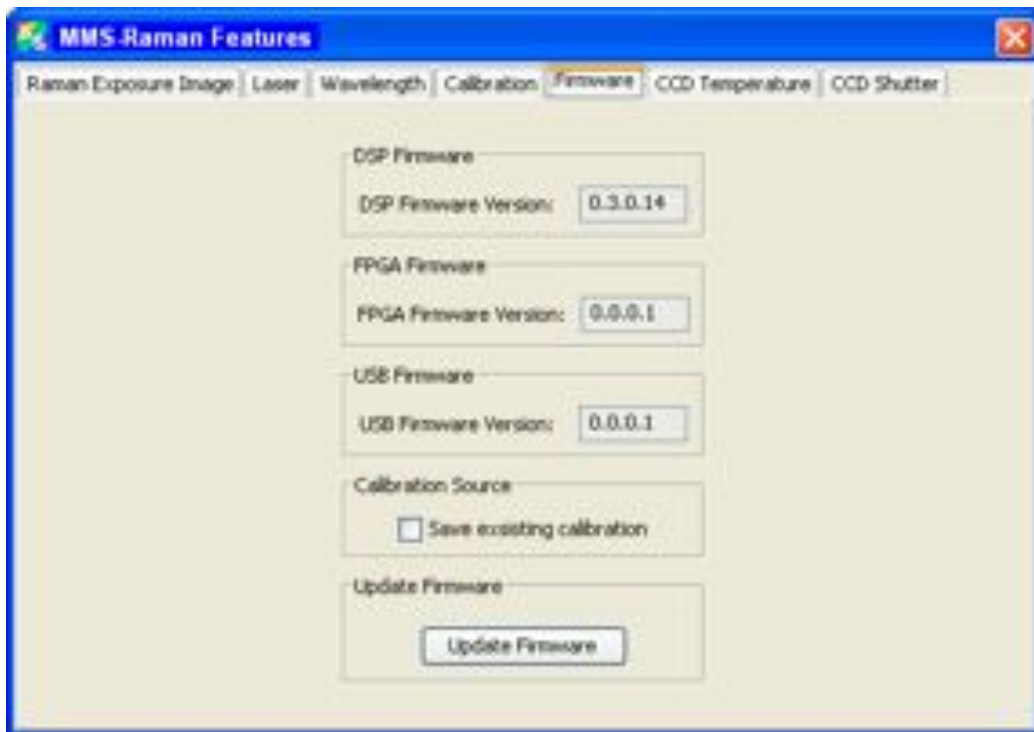 MMS-Raman Features
Raman Exposure Image Laser Wavelength Calibration Firmware CCD Temperature CCD Shutter
DSP Firmware
DSP Firmware Version: 0.3.0.14
FPGA Firmware
FPGA Firmware Version: 0.0.0.1
USB Firmware
USB Firmware Version: 0.0.0.1
Calibration Source
Save exsisting calibration
Update Firmware
Update Firmware